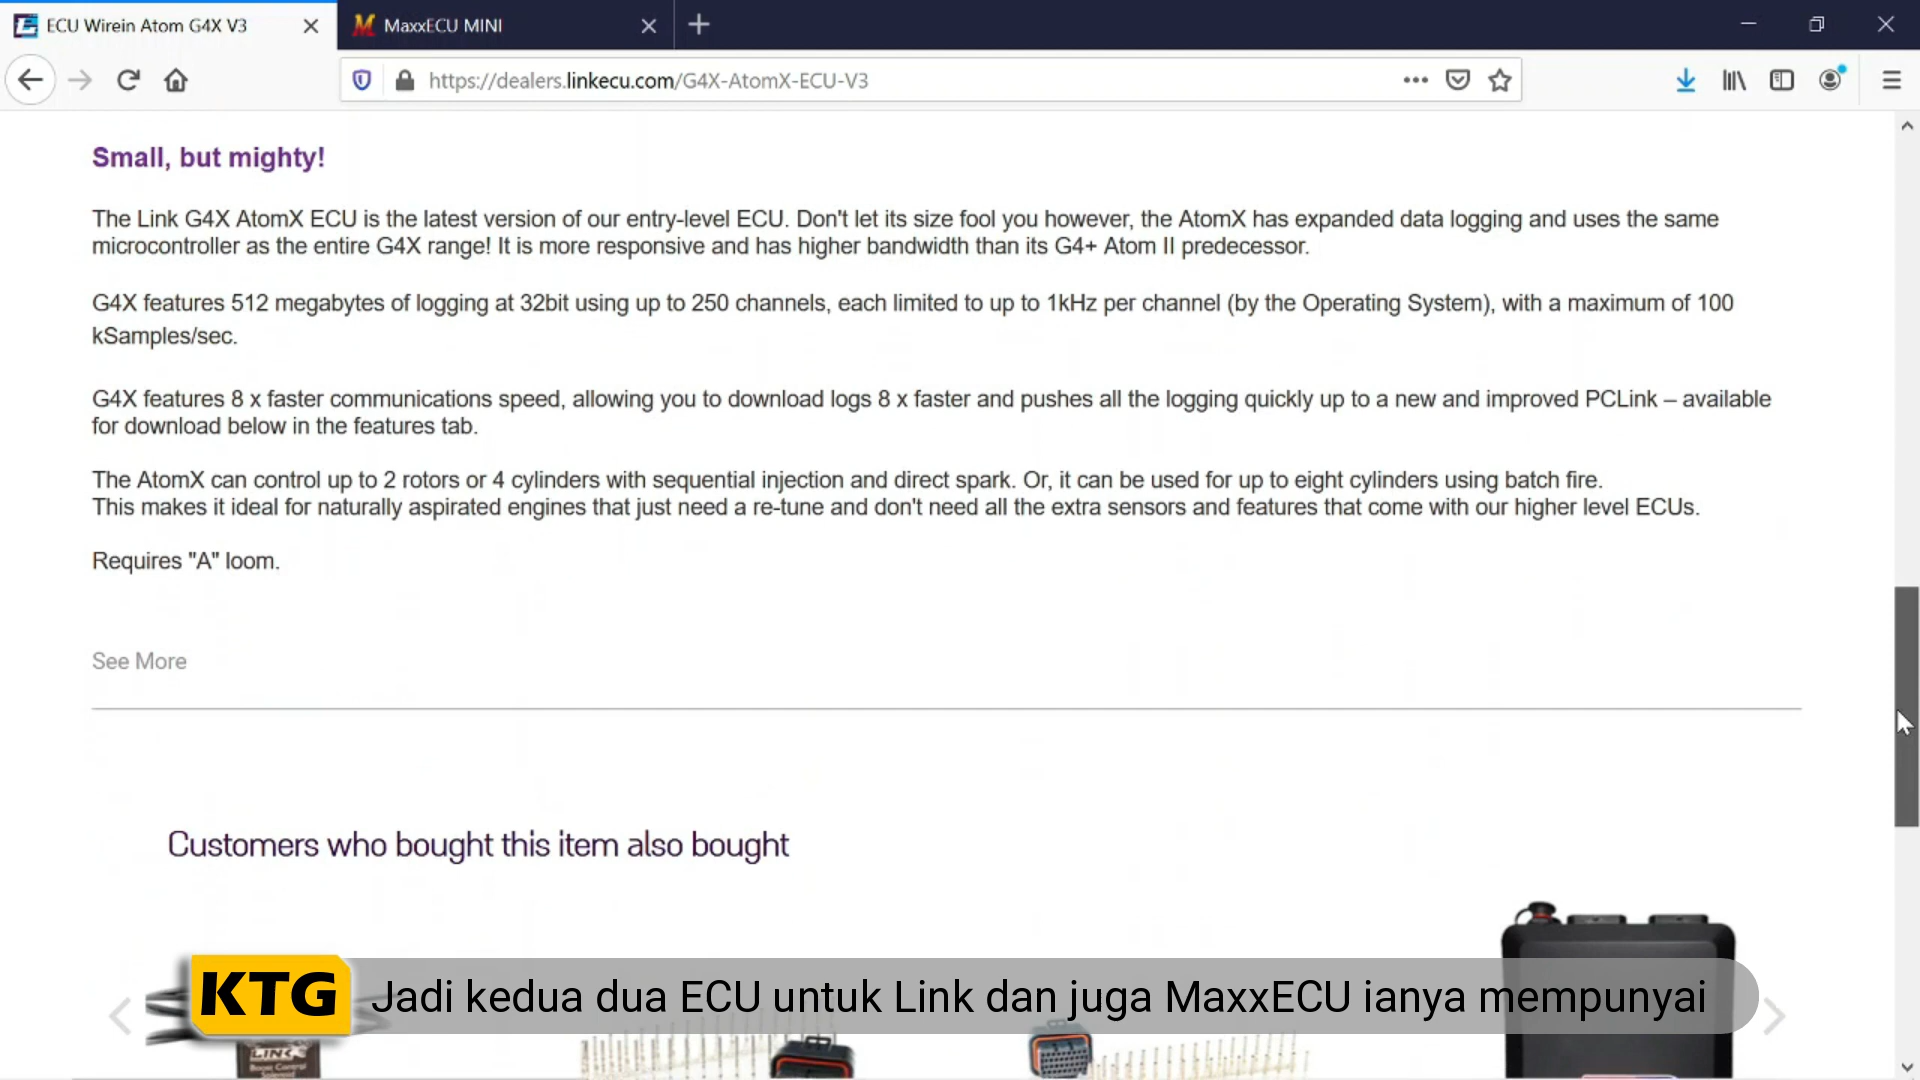 ECU Wirein Atom G4X V3
MaxxECU MINI
https://dealers.linkecu.com/G4X-AtomX-ECU-V3
Small, but mighty!
The Link G4X AtomX ECU is the latest version of our entry-level ECU. Don't let its size fool you however, the AtomX has expanded data logging and uses the same
microcontroller as the entire G4X range! It is more responsive and has higher bandwidth than its G4+ Atom II predecessor.
G4X features 512 megabytes of logging at 32bit using up to 250 channels, each limited to up to 1kHz per channel (by the Operating System), with a maximum of 100
kSamples/sec.
G4X features 8 x faster communications speed, allowing you to download logs 8 x faster and pushes all the logging quickly up to a new and improved PCLink – available
for download below in the features tab.
The AtomX can control up to 2 rotors or 4 cylinders with sequential injection and direct spark. Or, it can be used for up to eight cylinders using batch fire.
This makes it ideal for naturally aspirated engines that just need a re-tune and don't need all the extra sensors and features that come with our higher level ECUs.
Requires "A" loom.
See More
Customers who bought this item also bought
KTG
Jadi kedua dua ECU untuk Link dan juga MaxxECU ianya mempunyai
LINK
Boost Control
Solenoid